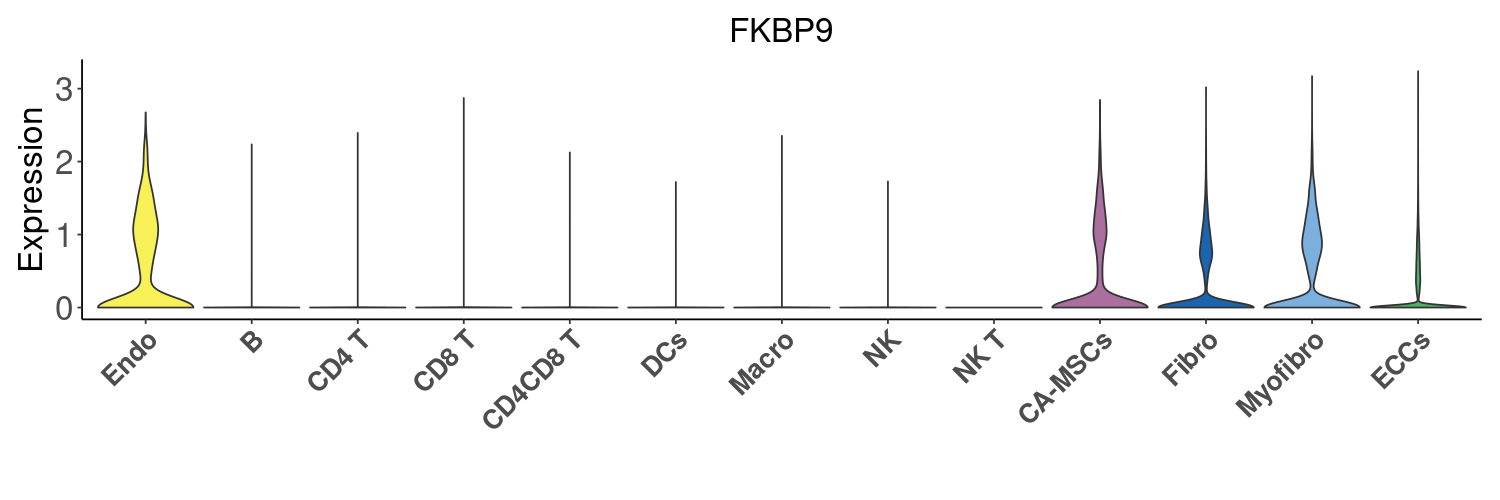 FKBP9
Expression
3
2
1
0
Endo
B
CD4 T
CD8 T
CD4CD8 T
DCs
Macro
NK
NK T
CA-MSCs
Fibro
Myofibro
ECCs